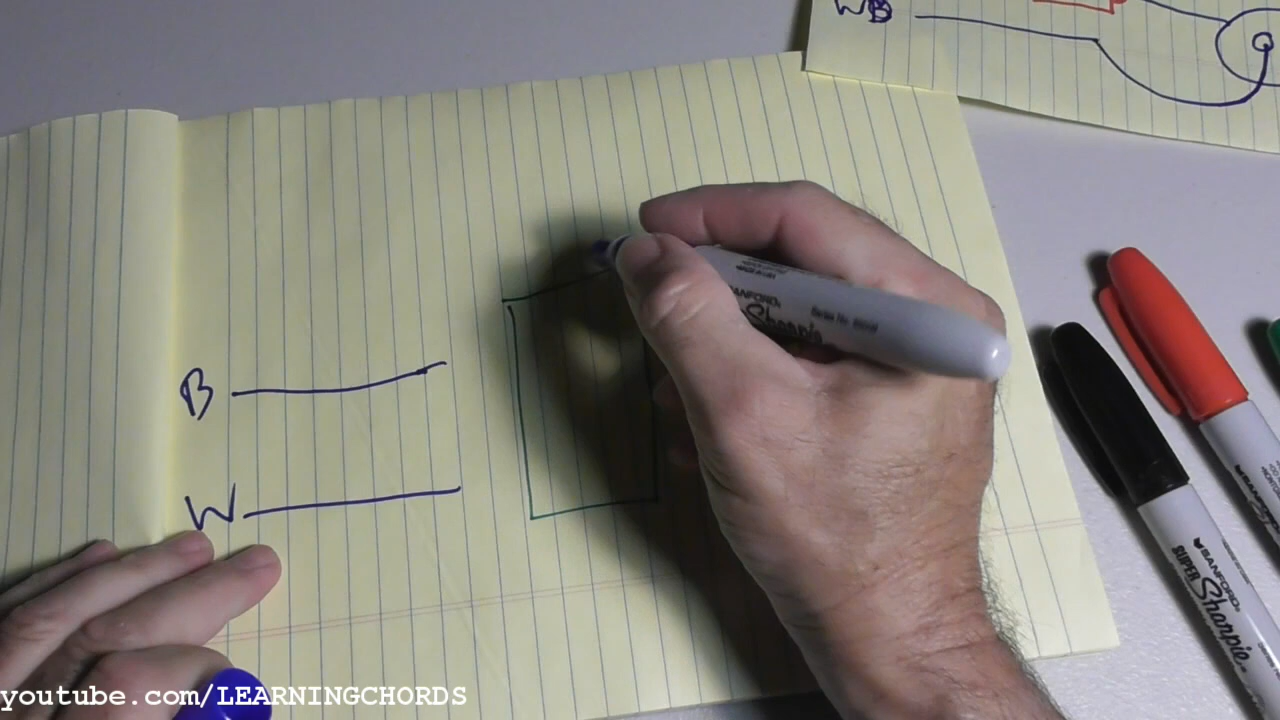 WB
B
W
SANFORD
Sharpie
SANFORD
SUPER Sharpie
youtube.com/LEARNINGCHORDS